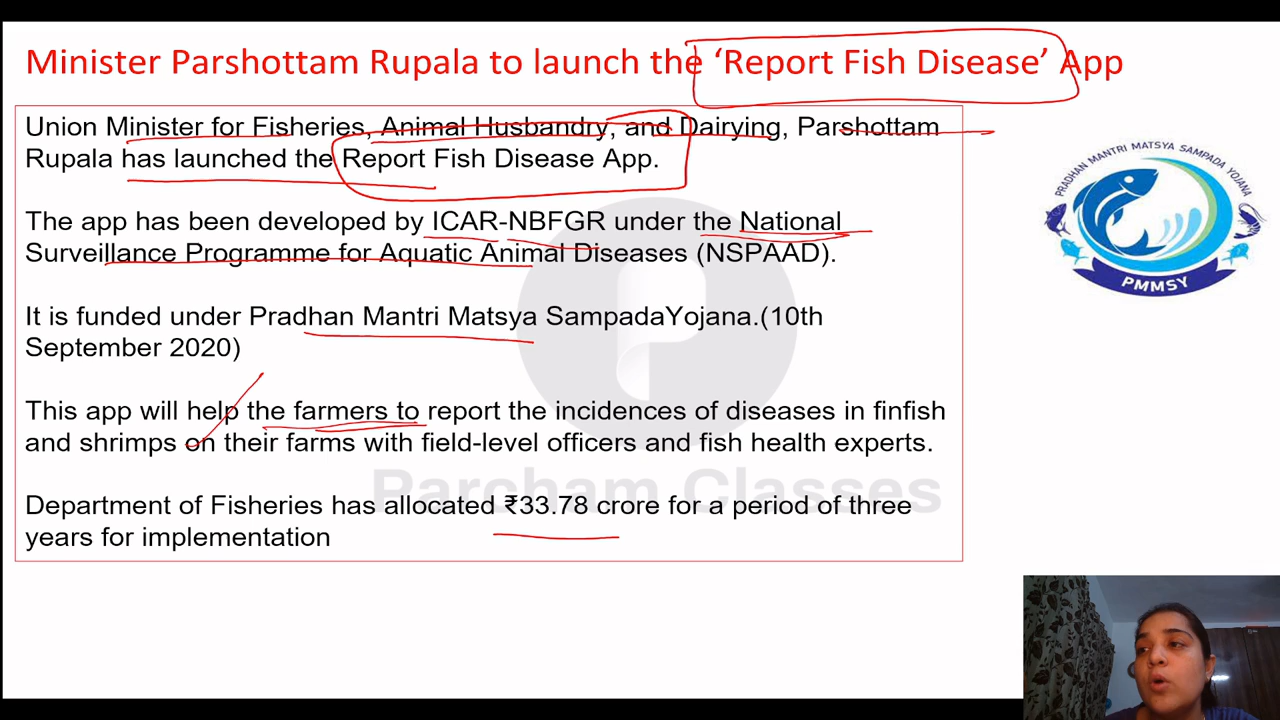 Minister Parshottam Rupala to launch the ‘Report Fish Disease’ App
Union Minister for Fisheries, Animal Husbandry, and Dairying, Parshottam
Rupala has launched the Report Fish Disease App.
The app has been developed by ICAR-NBFGR under the National
Surveillance Programme for Aquatic Animal Diseases (NSPAAD).
It is funded under Pradhan Mantri Matsya SampadaYojana.(10th
September 2020)
This app will help the farmers to report the incidences of diseases in finfish
and shrimps on their farms with field-level officers and fish health experts.
Department of Fisheries has allocated ₹33.78 crore for a period of three
years for implementation
Parcham Classes
PRADHAN MANTRI MATSYA SAMPADA YOJANA
PMMSY